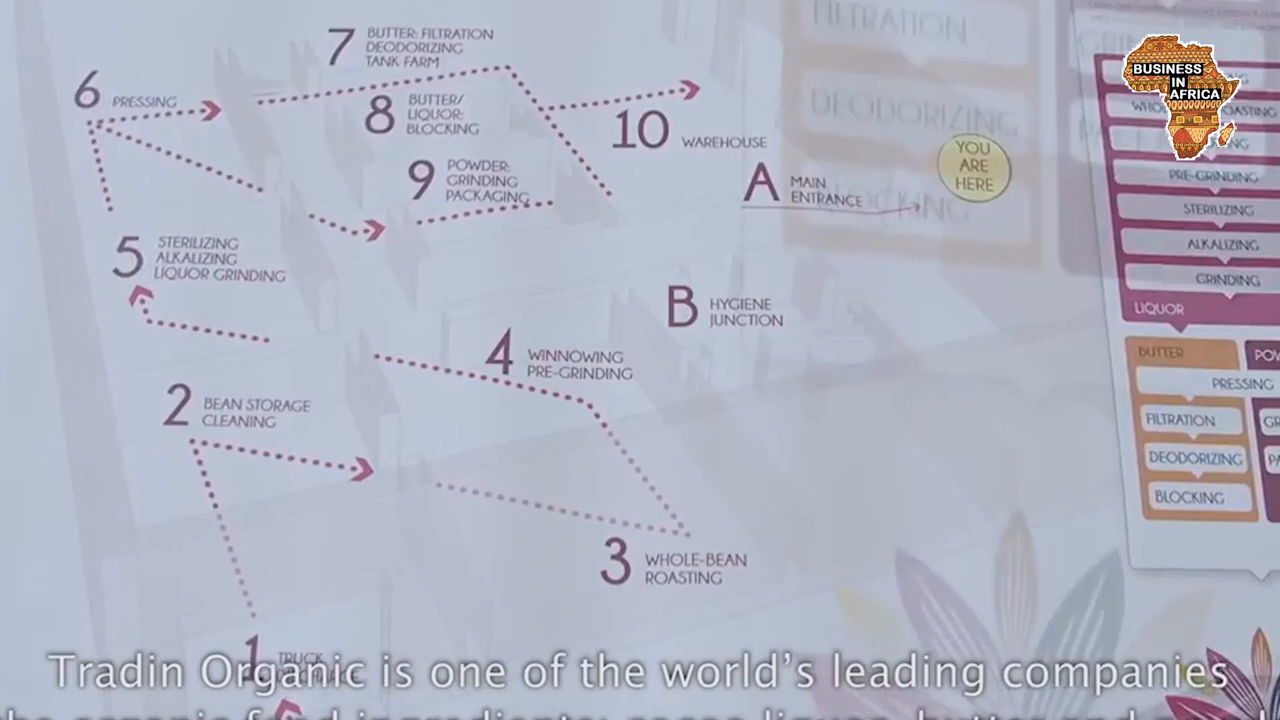 7 BUTTER: FILTRATION
DEODORIZING
TANK FARM
6 PRESSING
8 BUTTER/
LIQUOR:
BLOCKING
10 WAREHOUSE
9 POWDER:
GRINDING
PACKAGING
A MAIN
ENTRANCE
YOU
ARE
HERE
5 STERILIZING
ALKALIZING
LIQUOR GRINDING
B HYGIENE
JUNCTION
4 WINNOWING
PRE-GRINDING
2 BEAN STORAGE
CLEANING
3 WHOLE-BEAN
ROASTING
1 TRUCK
FILTRATION
DEODORIZING
BUSINESS
IN
AFRICA
PRE-GRINDING
STERILIZING
ALKALIZING
GRINDING
LIQUOR
BUTTER
PRESSING
FILTRATION
DEODORIZING
BLOCKING
Tradin Organic is one of the world's leading companies